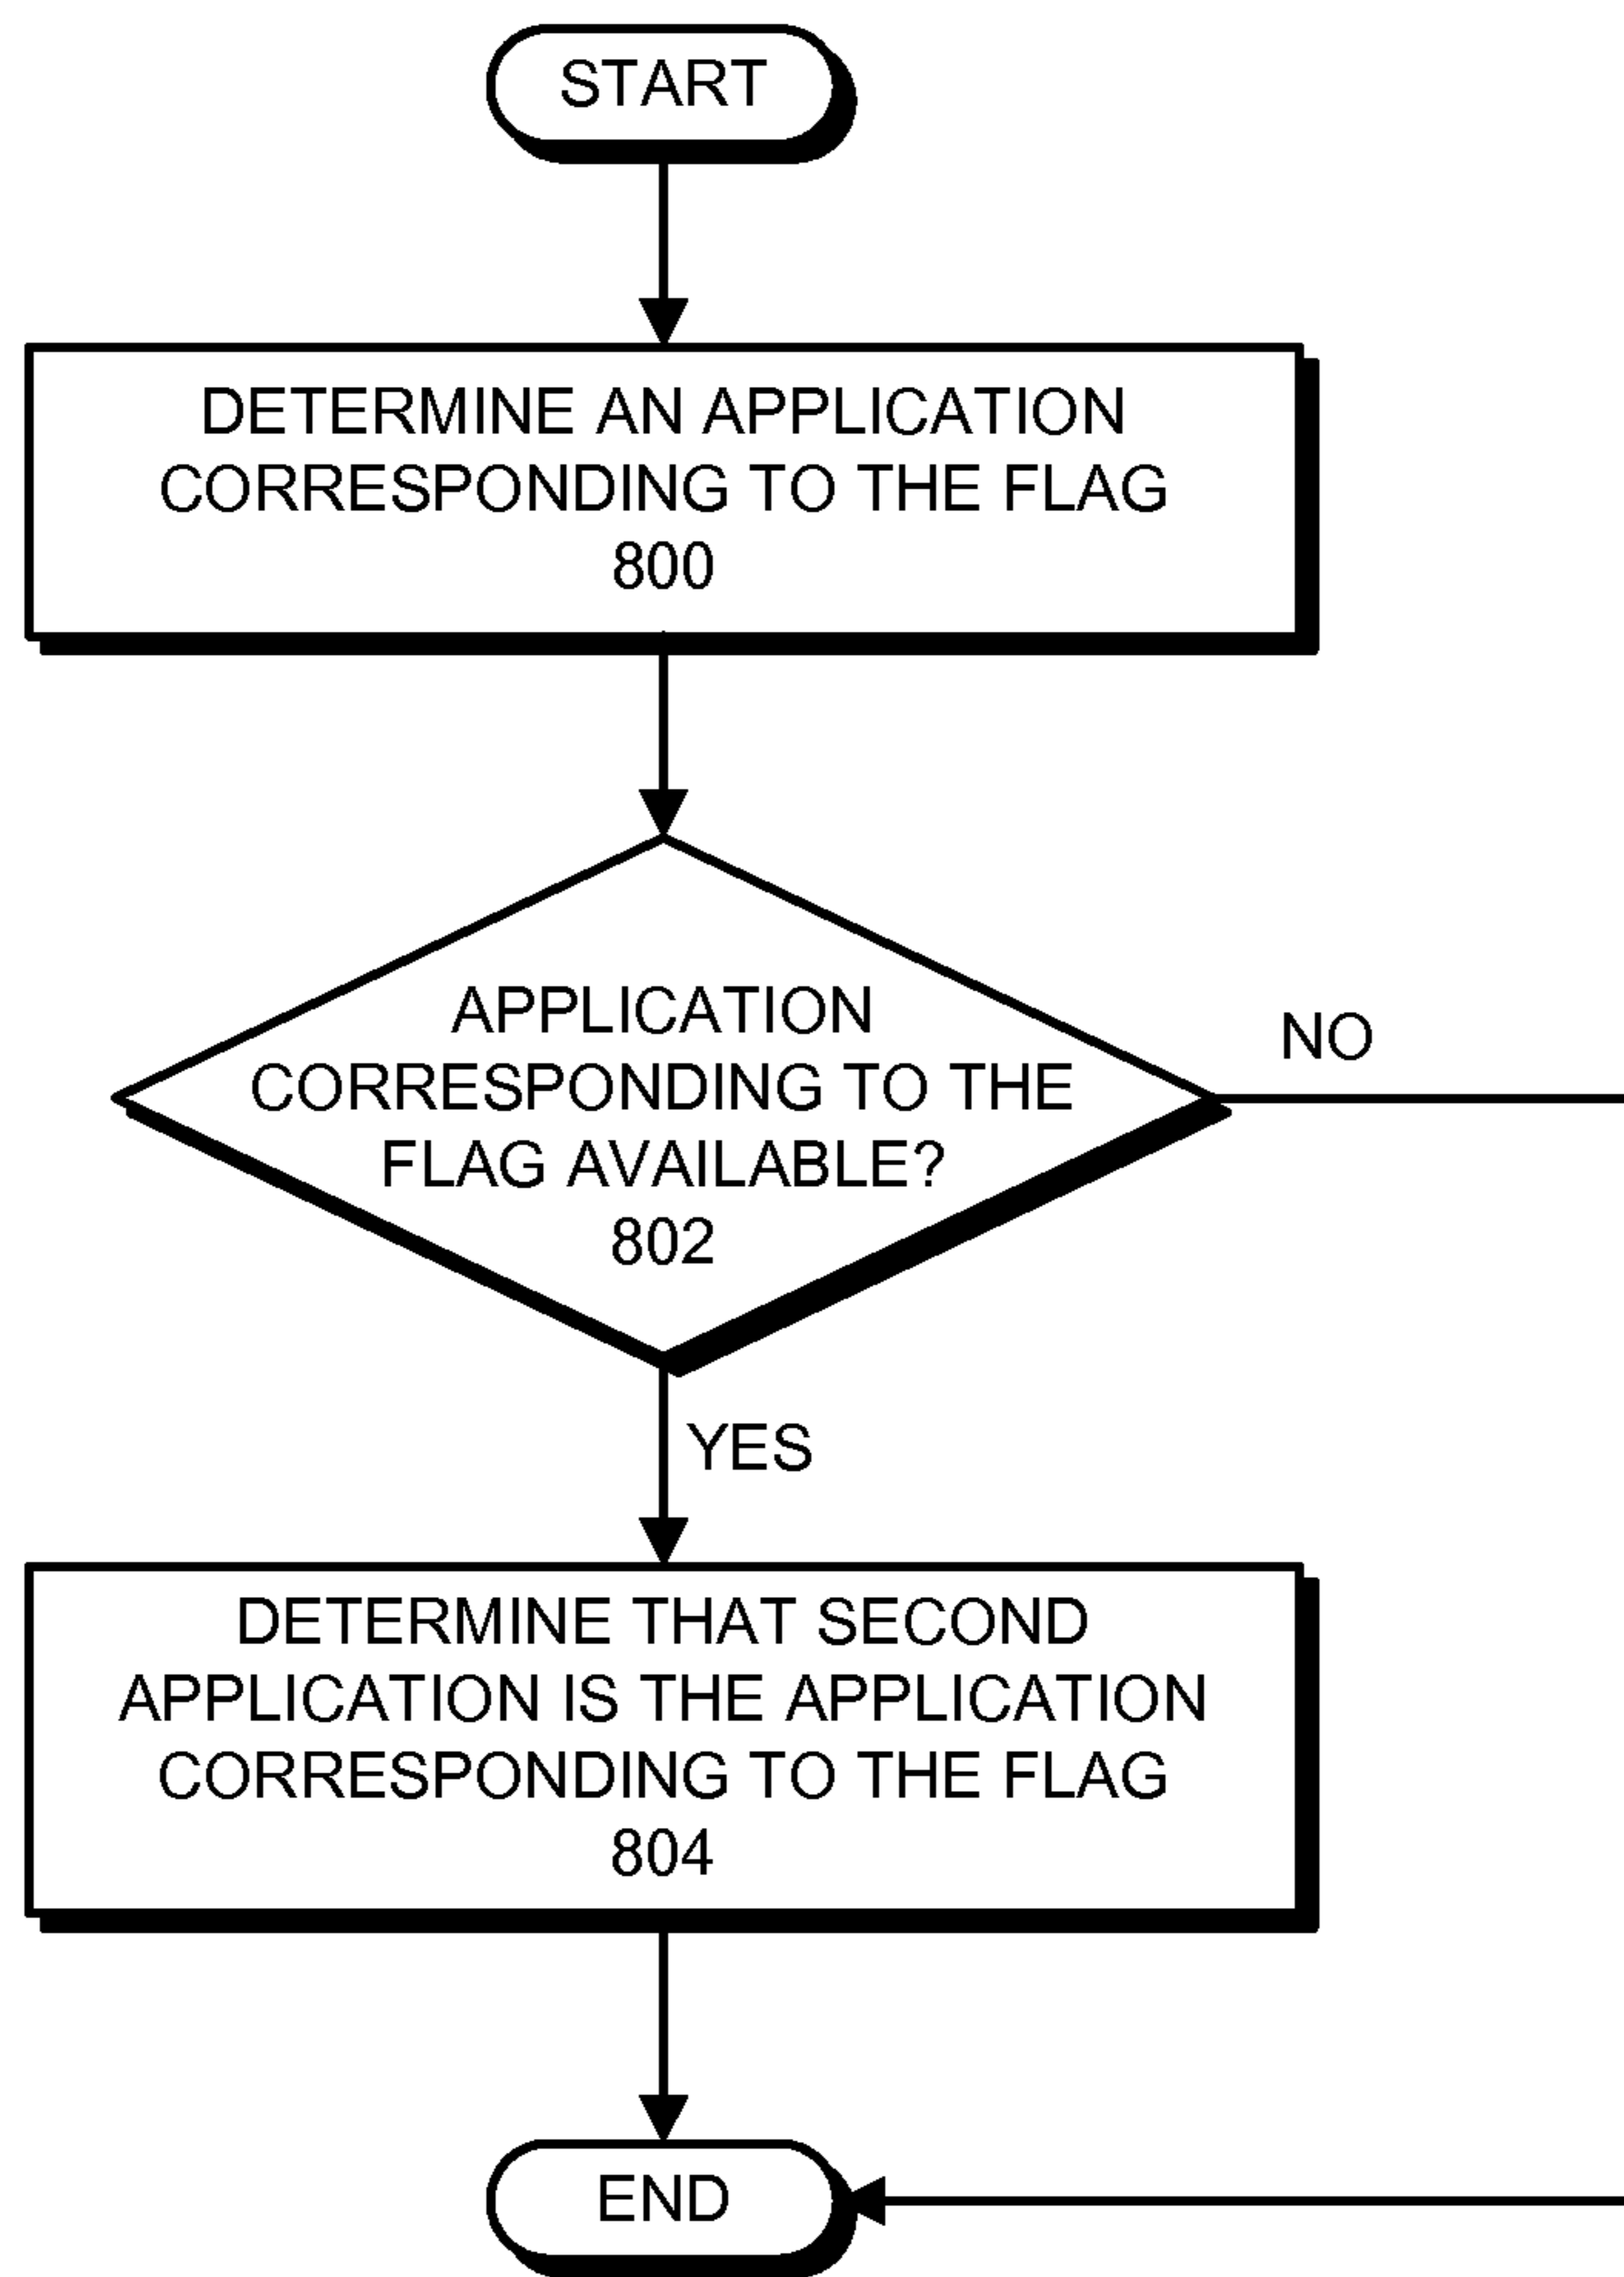 START
DETERMINE AN APPLICATION
CORRESPONDING TO THE FLAG
800
APPLICATION
CORRESPONDING TO THE
FLAG AVAILABLE?
802
NO
YES
DETERMINE THAT SECOND
APPLICATION IS THE APPLICATION
CORRESPONDING TO THE FLAG
804
END